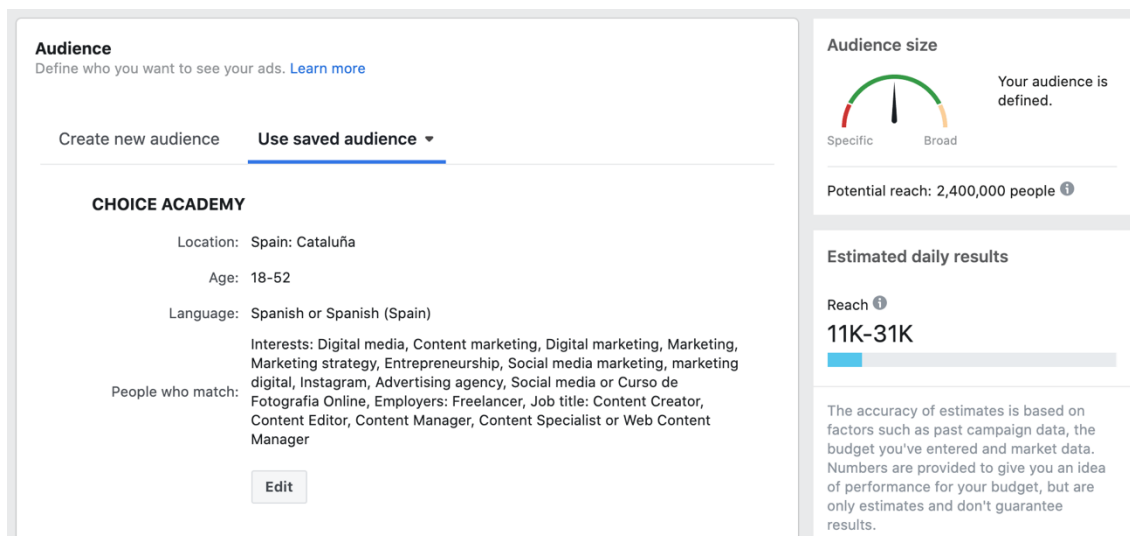 Audience
Define who you want to see your ads. Learn more
Create new audience
Use saved audience
CHOICE ACADEMY
Location: Spain: Cataluña
Age: 18-52
Language: Spanish or Spanish (Spain)
People who match:
Interests: Digital media, Content marketing, Digital marketing, Marketing,
Marketing strategy, Entrepreneurship, Social media marketing, marketing
digital, Instagram, Advertising agency, Social media or Curso de
Fotografia Online, Employers: Freelancer, Job title: Content Creator,
Content Editor, Content Manager, Content Specialist or Web Content
Manager
Edit
Audience size
Specific
Broad
Your audience is
defined.
Potential reach: 2,400,000 people
Estimated daily results
Reach
11K-31K
The accuracy of estimates is based on
factors such as past campaign data, the
budget you've entered and market data.
Numbers are provided to give you an idea
of performance for your budget, but are
only estimates and don't guarantee
results.